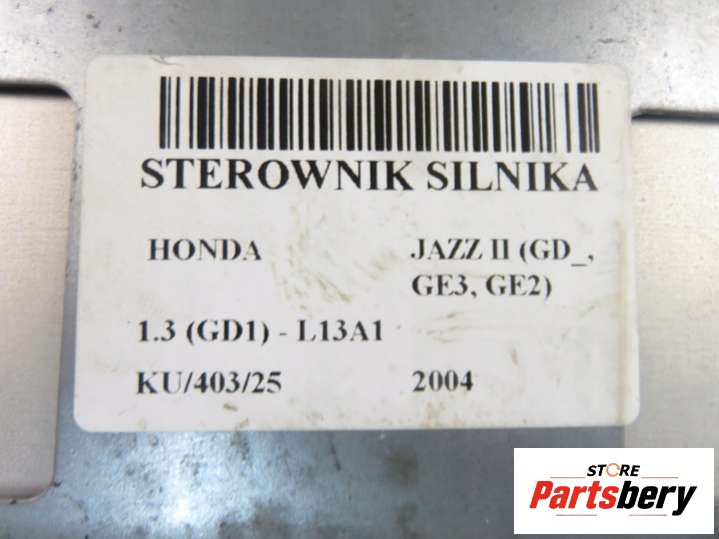 STEROWNIK SILNIKA
HONDA JAZZ II (GD_,
GE3, GE2)
1.3 (GD1) - L13A1
KU/403/25 2004
STORE
Partsbery